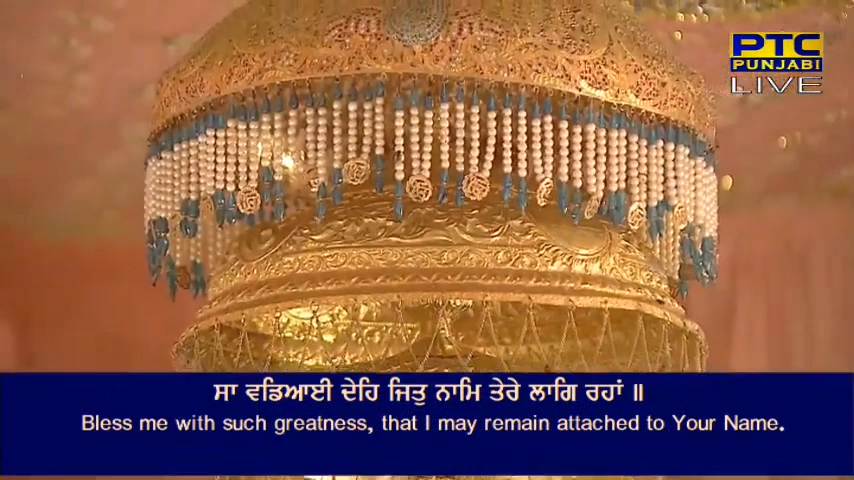 PTC
PUNJABI
LIVE
ਸਾ ਵਡਿਆਈ ਦੇਹਿ ਜਿਤੁ ਨਾਮਿ ਤੇਰੇ ਲਾਗਿ ਰਹਾਂ ॥
Bless me with such greatness, that I may remain attached to Your Name.